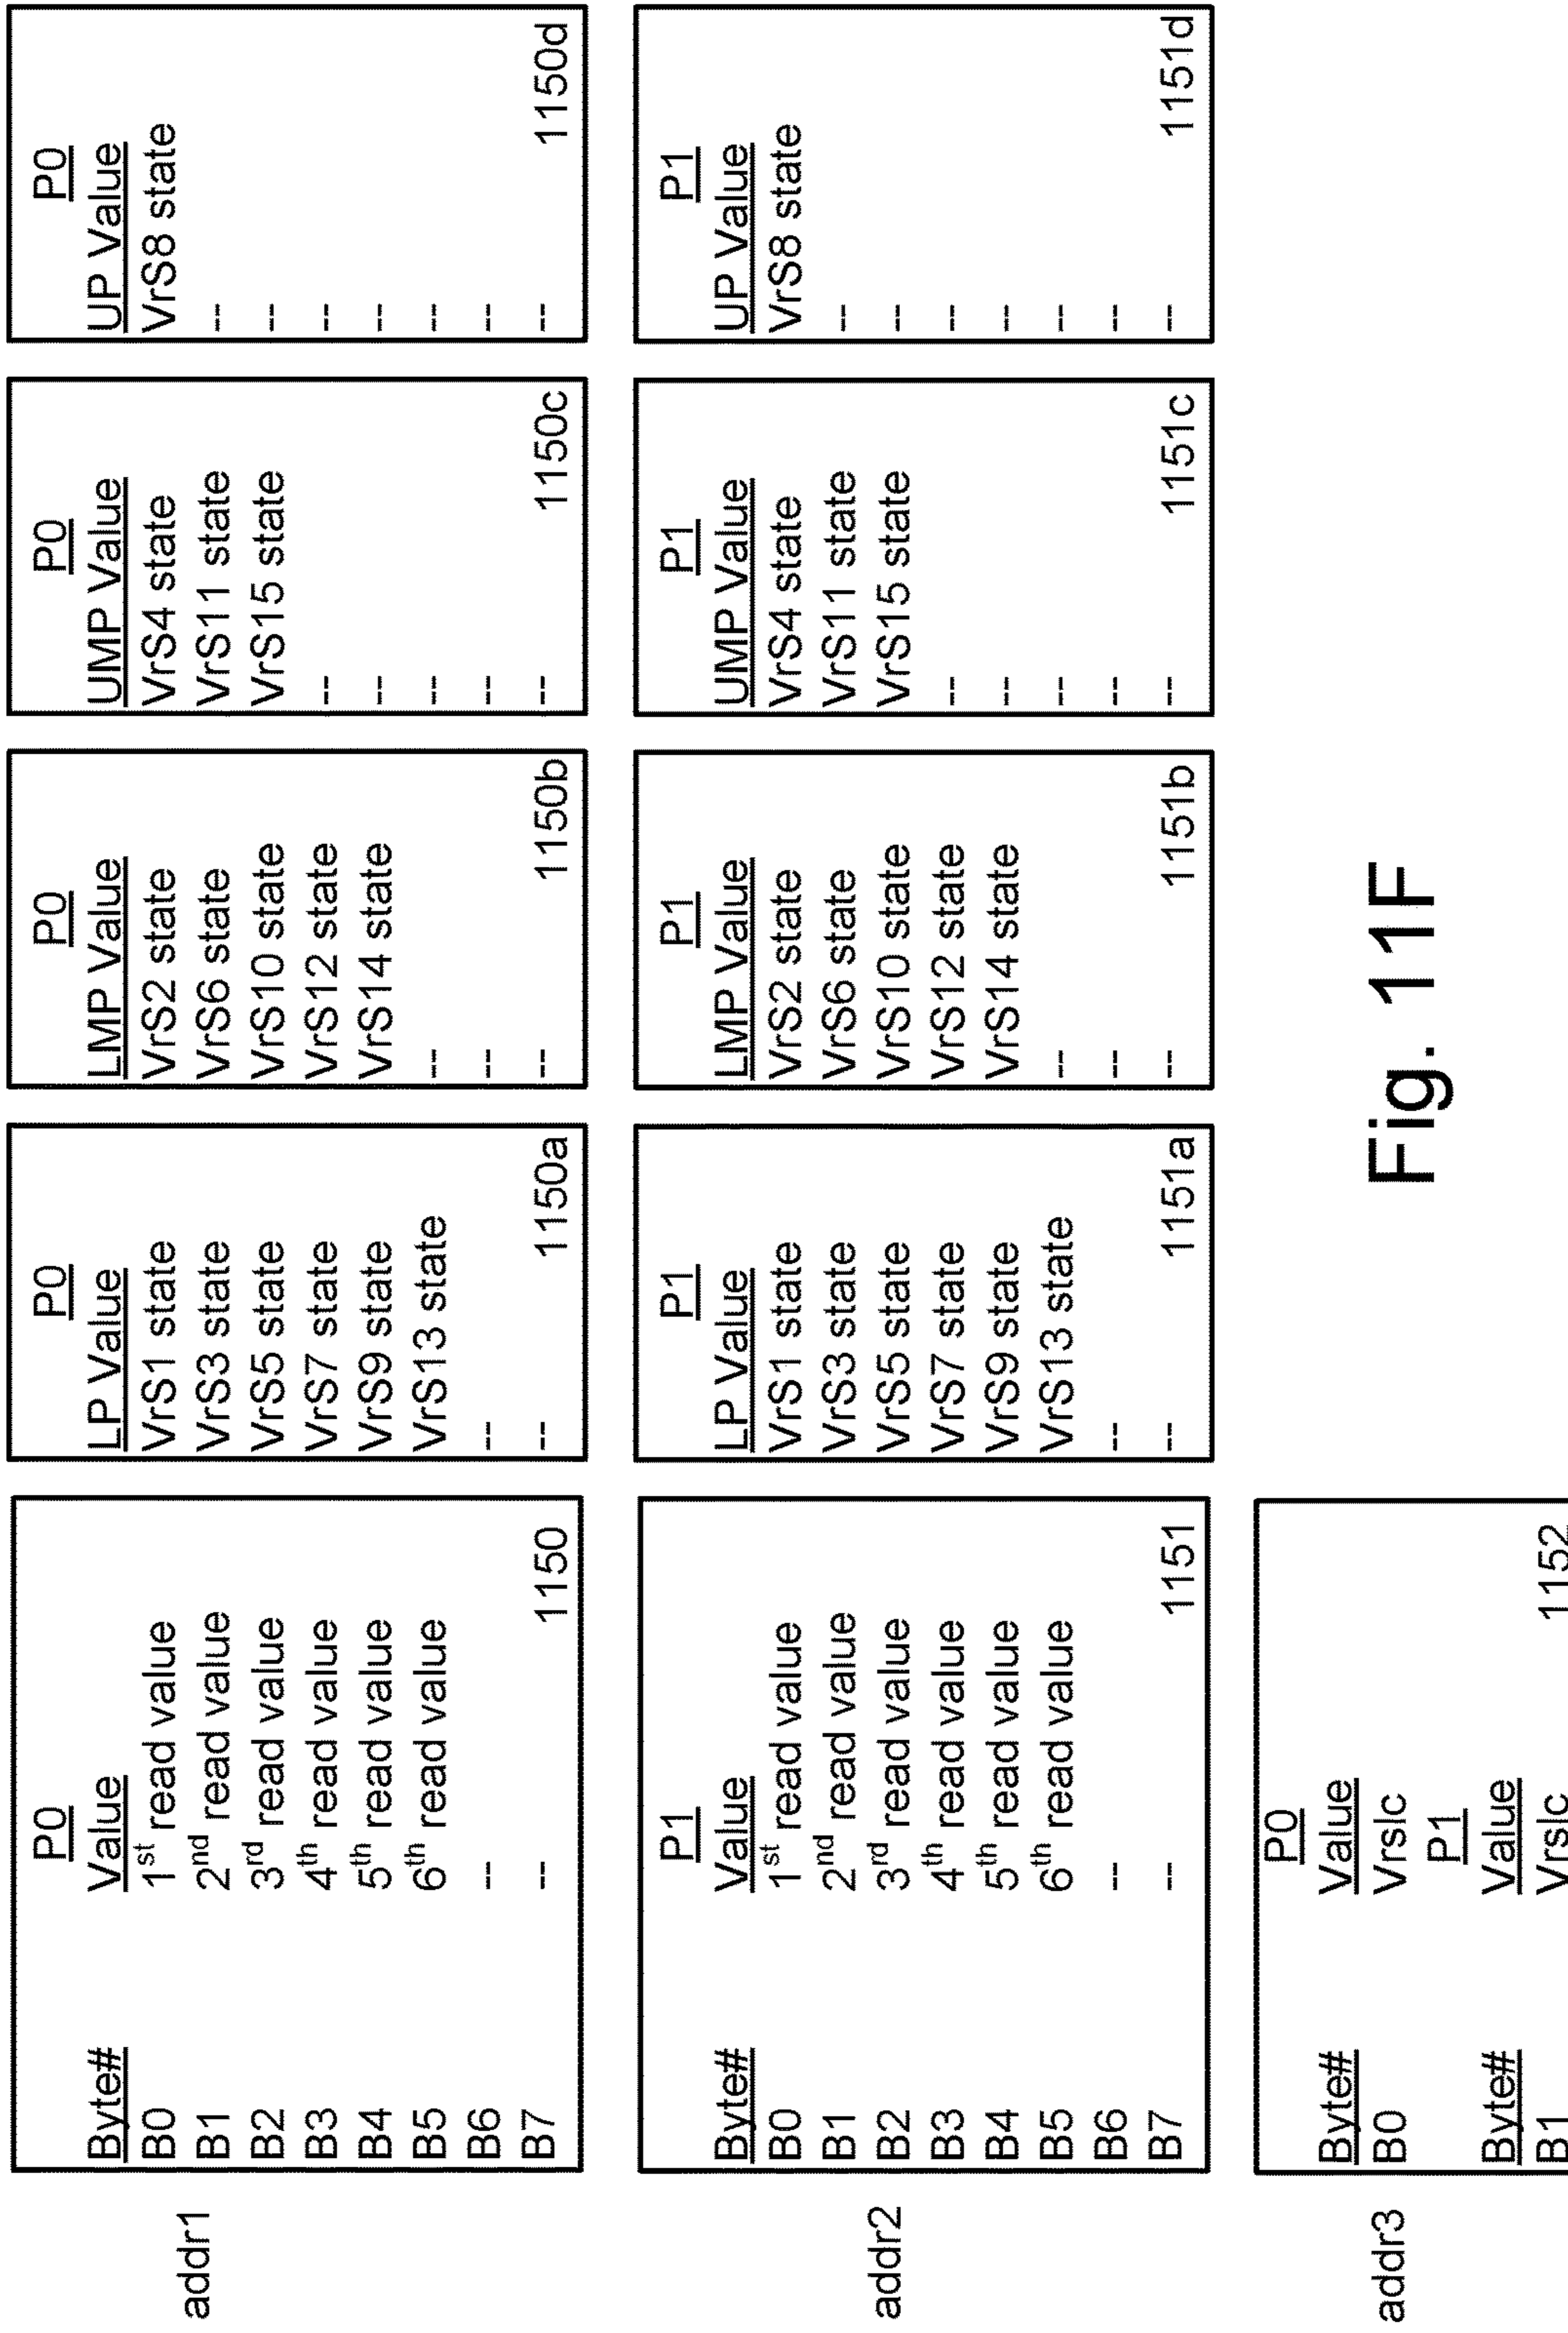 P0
Byte# Value
B0 1st read value
B1 2nd read value
B2 3rd read value
B3 4th read value
B4 5th read value
B5 6th read value
B6 --
B7 --
1150
addr1
P0
LP Value
VrS1 state
VrS3 state
VrS5 state
VrS7 state
VrS9 state
VrS13 state
--
--
1150a
P0
LMP Value
VrS2 state
VrS6 state
VrS10 state
VrS12 state
VrS14 state
--
--
--
1150b
P0
UMP Value
VrS4 state
VrS11 state
VrS15 state
--
--
--
--
--
1150c
P0
UP Value
VrS8 state
--
--
--
--
--
--
--
1150d
P1
Byte# Value
B0 1st read value
B1 2nd read value
B2 3rd read value
B3 4th read value
B4 5th read value
B5 6th read value
B6 --
B7 --
1151
addr2
P1
LP Value
VrS1 state
VrS3 state
VrS5 state
VrS7 state
VrS9 state
VrS13 state
--
--
1151a
P1
LMP Value
VrS2 state
VrS6 state
VrS10 state
VrS12 state
VrS14 state
--
--
--
1151b
P1
UMP Value
VrS4 state
VrS11 state
VrS15 state
--
--
--
--
--
1151c
P1
UP Value
VrS8 state
--
--
--
--
--
--
--
1151d
P0
Byte# Value
B0 Vrslc
P1
Byte# Value
B1 Vrslc
1152
addr3
Fig. 11F